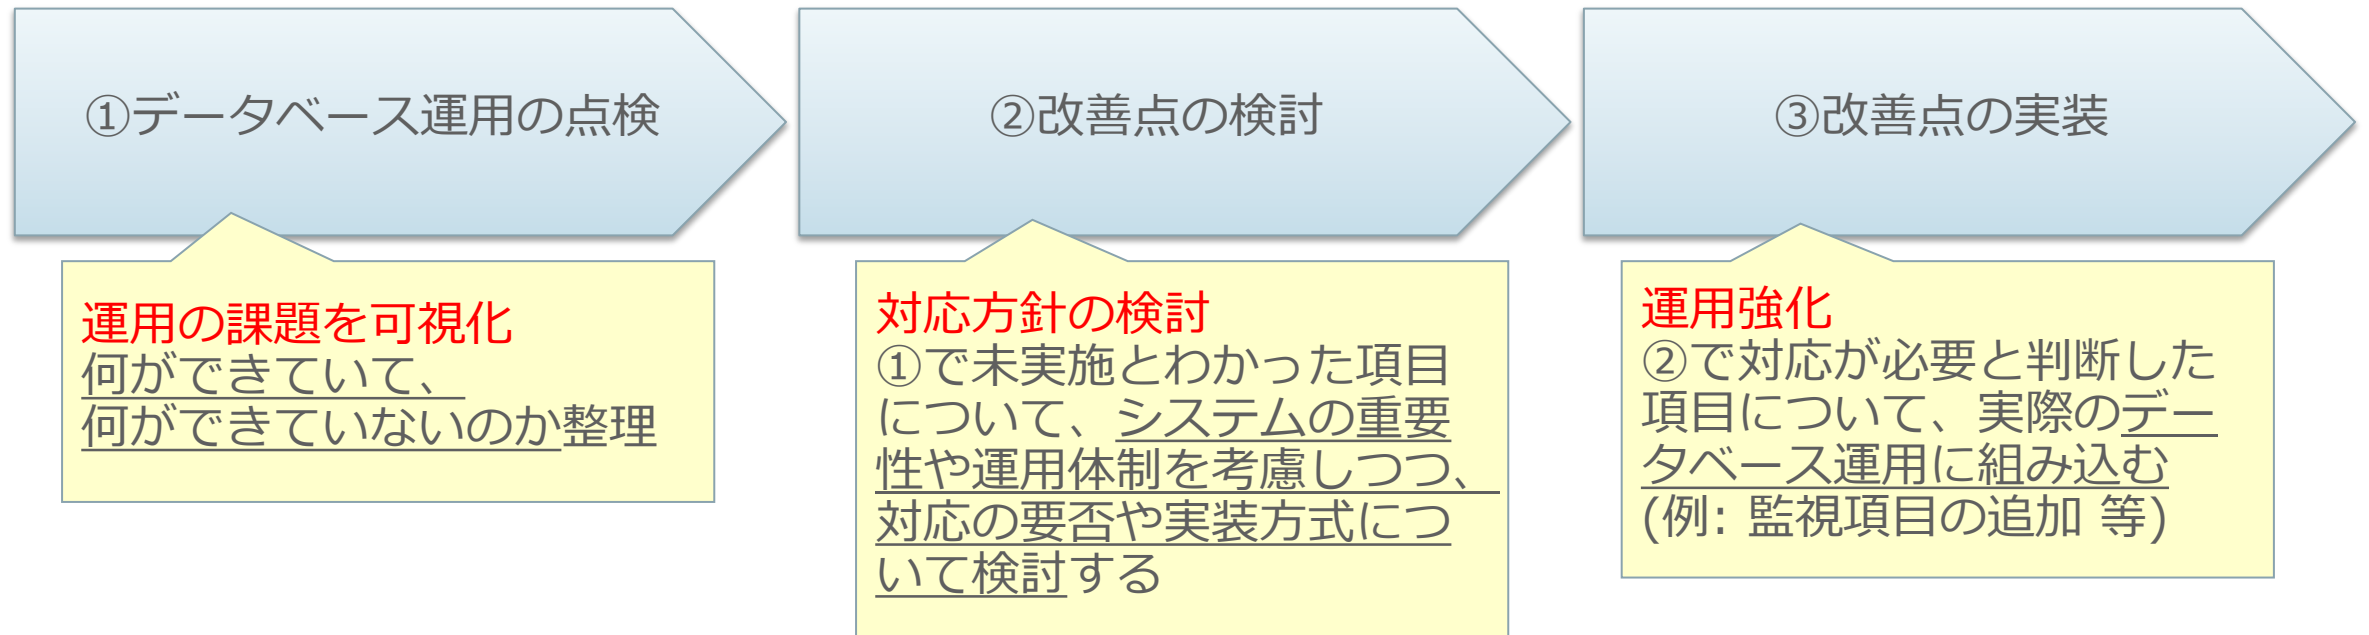 ①データベース運用の点検
②改善点の検討
③改善点の実装
運用の課題を可視化
何ができていて、
何ができていないのか整理
対応方針の検討
①で未実施とわかった項目
について、システムの重要
性や運用体制を考慮しつつ、
対応の要否や実装方式につ
いて検討する
運用強化
②で対応が必要と判断した
項目について、実際のデー
タベース運用に組み込む
(例: 監視項目の追加 等)